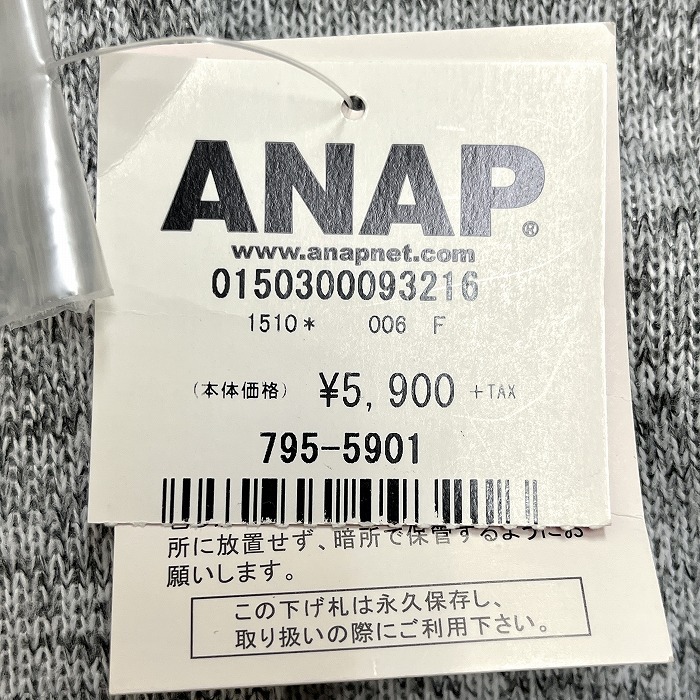 ANAP®
www.anapnet.com
0150300093216
1510* 006 F
(本体価格) ¥5,900 +TAX
795-5901
所に放置せず、暗所で保管するようにお
願いします。
この下げ札は永久保存し、
取り扱いの際にご利用下さい。